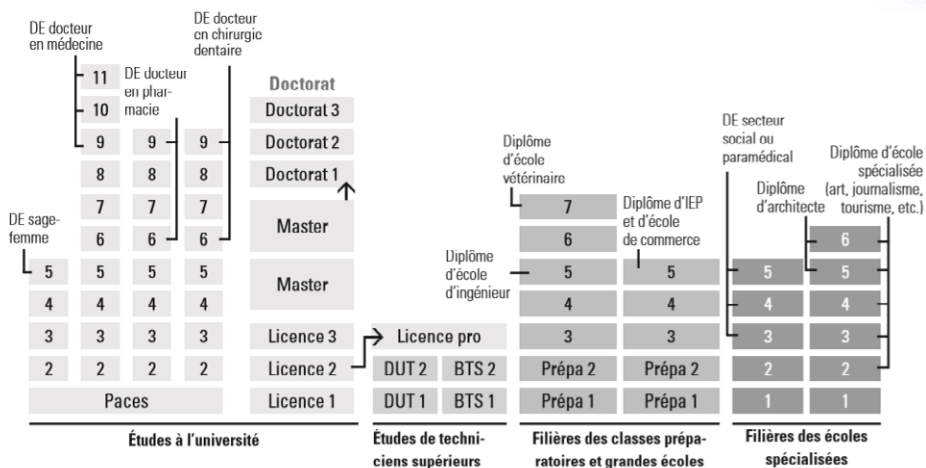 DE docteur
en médecine
DE docteur
en phar-
macie
DE docteur
en chirurgie
dentaire
DE sage-
femme
Doctorat
Doctorat 3
Doctorat 2
Doctorat 1
Master
Master
Licence 3
Licence 2
Licence 1
11
10
9 9 9
8 8 8
7 7 7
6 6 6
5 5 5 5
4 4 4 4
3 3 3 3
2 2 2 2
Paces
Études à l'université
Licence pro
DUT 2 BTS 2
DUT 1 BTS 1
Études de techni-
ciens supérieurs
Diplôme
d'école
vétérinaire
Diplôme
d'école
d'ingénieur
Diplôme d'IEP
et d'école
de commerce
7
6
5 5
4 4
3 3
Prépa 2 Prépa 2
Prépa 1 Prépa 1
Filières des classes prépa-
ratoires et grandes écoles
DE secteur
social ou
paramédical
Diplôme
d'architecte
Diplôme d'école
spécialisée
(art, journalisme,
tourisme, etc.)
6
5 5
4 4
3 3
2 2
1 1
Filières des écoles
spécialisées